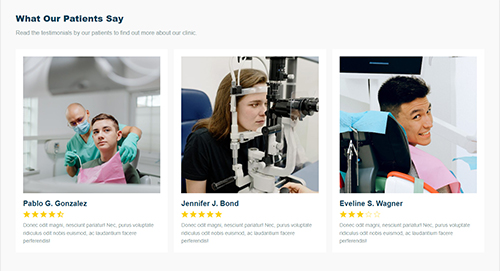 What Our Patients Say
Read the testimonials by our patients to find out more about our clinic.
Pablo G. Gonzalez
Donec odit magni, nesciunt pariatur! Nec, purus voluptate
ridiculus odit nobis euismod, ac laudantium facere
perferendis!
Jennifer J. Bond
Donec odit magni, nesciunt pariatur! Nec, purus voluptate
ridiculus odit nobis euismod, ac laudantium facere
perferendis!
Eveline S. Wagner
Donec odit magni, nesciunt pariatur! Nec, purus voluptate
ridiculus odit nobis euismod, ac laudantium facere
perferendis!